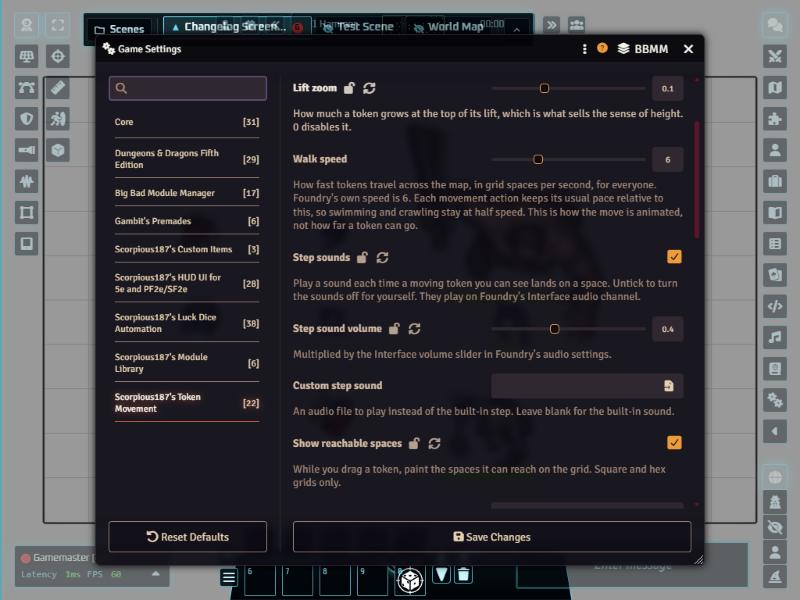 Scenes
Changelog Screen...
6
Test Scene
World Map
00:00
Game Settings
BBMM
Core [31]
Dungeons & Dragons Fifth
Edition [29]
Big Bad Module Manager [17]
Gambit's Premades [6]
Scorpious187's Custom Items [3]
Scorpious187's HUD UI for
5e and PF2e/SF2e [28]
Scorpious187's Luck Dice
Automation [38]
Scorpious187's Module
Library [6]
Scorpious187's Token
Movement [22]
Reset Defaults
Lift zoom 0.1
How much a token grows at the top of its lift, which is what sells the sense of height.
0 disables it.
Walk speed 6
How fast tokens travel across the map, in grid spaces per second, for everyone.
Foundry's own speed is 6. Each movement action keeps its usual pace relative to
this, so swimming and crawling stay at half speed. This is how the move is animated,
not how far a token can go.
Step sounds
Play a sound each time a moving token you can see lands on a space. Untick to turn
the sounds off for yourself. They play on Foundry's Interface audio channel.
Step sound volume 0.4
Multiplied by the Interface volume slider in Foundry's audio settings.
Custom step sound
An audio file to play instead of the built-in step. Leave blank for the built-in sound.
Show reachable spaces
While you drag a token, paint the spaces it can reach on the grid. Square and hex
grids only.
Save Changes
Gamemaster [
Latency 1ms FPS 60
6 7 8 9
Enter message